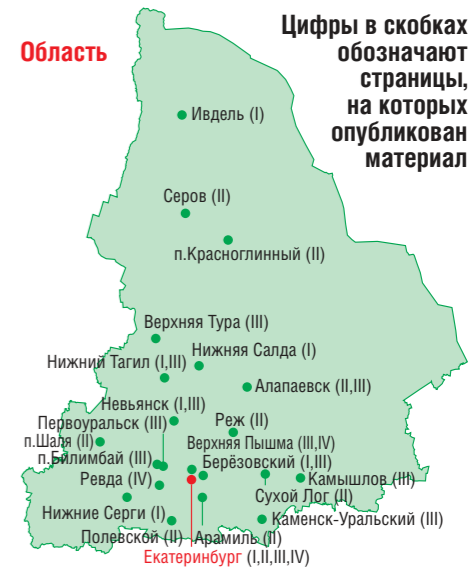 Область
Цифры в скобках
обозначают
страницы,
на которых
опубликован
материал
Ивдель (I)
Серов (II)
п.Красноглинный (II)
Верхняя Тура (III)
Нижний Тагил (I,III)
Нижняя Салда (I)
Алапаевск (II,III)
Невьянск (I,III)
Первоуральск (III)
Реж (II)
п.Шаля (II)
Верхняя Пышма (III,IV)
п.Билимбай (III)
Берёзовский (I,III)
Ревда (IV)
Камышлов (III)
Сухой Лог (II)
Нижние Серги (I)
Каменск-Уральский (III)
Полевской (II)
Арамиль (II)
Екатеринбург (I,II,III,IV)